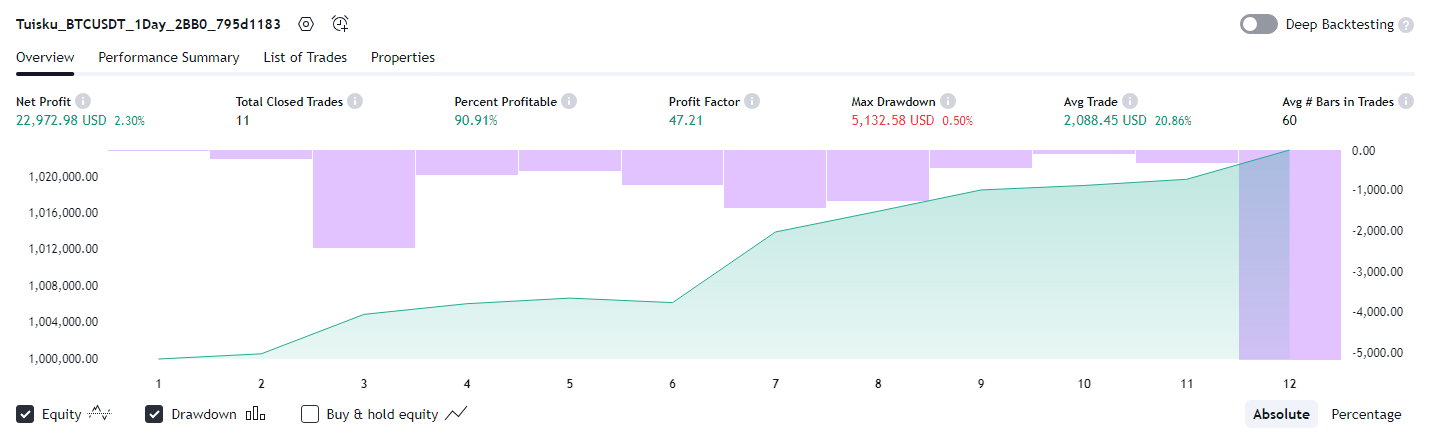 Tuisku_BTCUSDT_1Day_2BB0_795d1183 Deep Backtesting ?
Overview Performance Summary List of Trades Properties
Net Profit Total Closed Trades Percent Profitable Profit Factor Max Drawdown Avg Trade Avg # Bars in Trades
22,972.98 USD 2.30% 11 90.91% 47.21 5,132.58 USD 0.50% 2,088.45 USD 20.86% 60
0.00
1,020,000.00 -1,000.00
1,016,000.00 -2,000.00
1,012,000.00 -3,000.00
1,008,000.00 -4,000.00
1,004,000.00 -5,000.00
1,000,000.00
1 2 3 4 5 6 7 8 9 10 11 12
Equity Drawdown Buy & hold equity Absolute Percentage